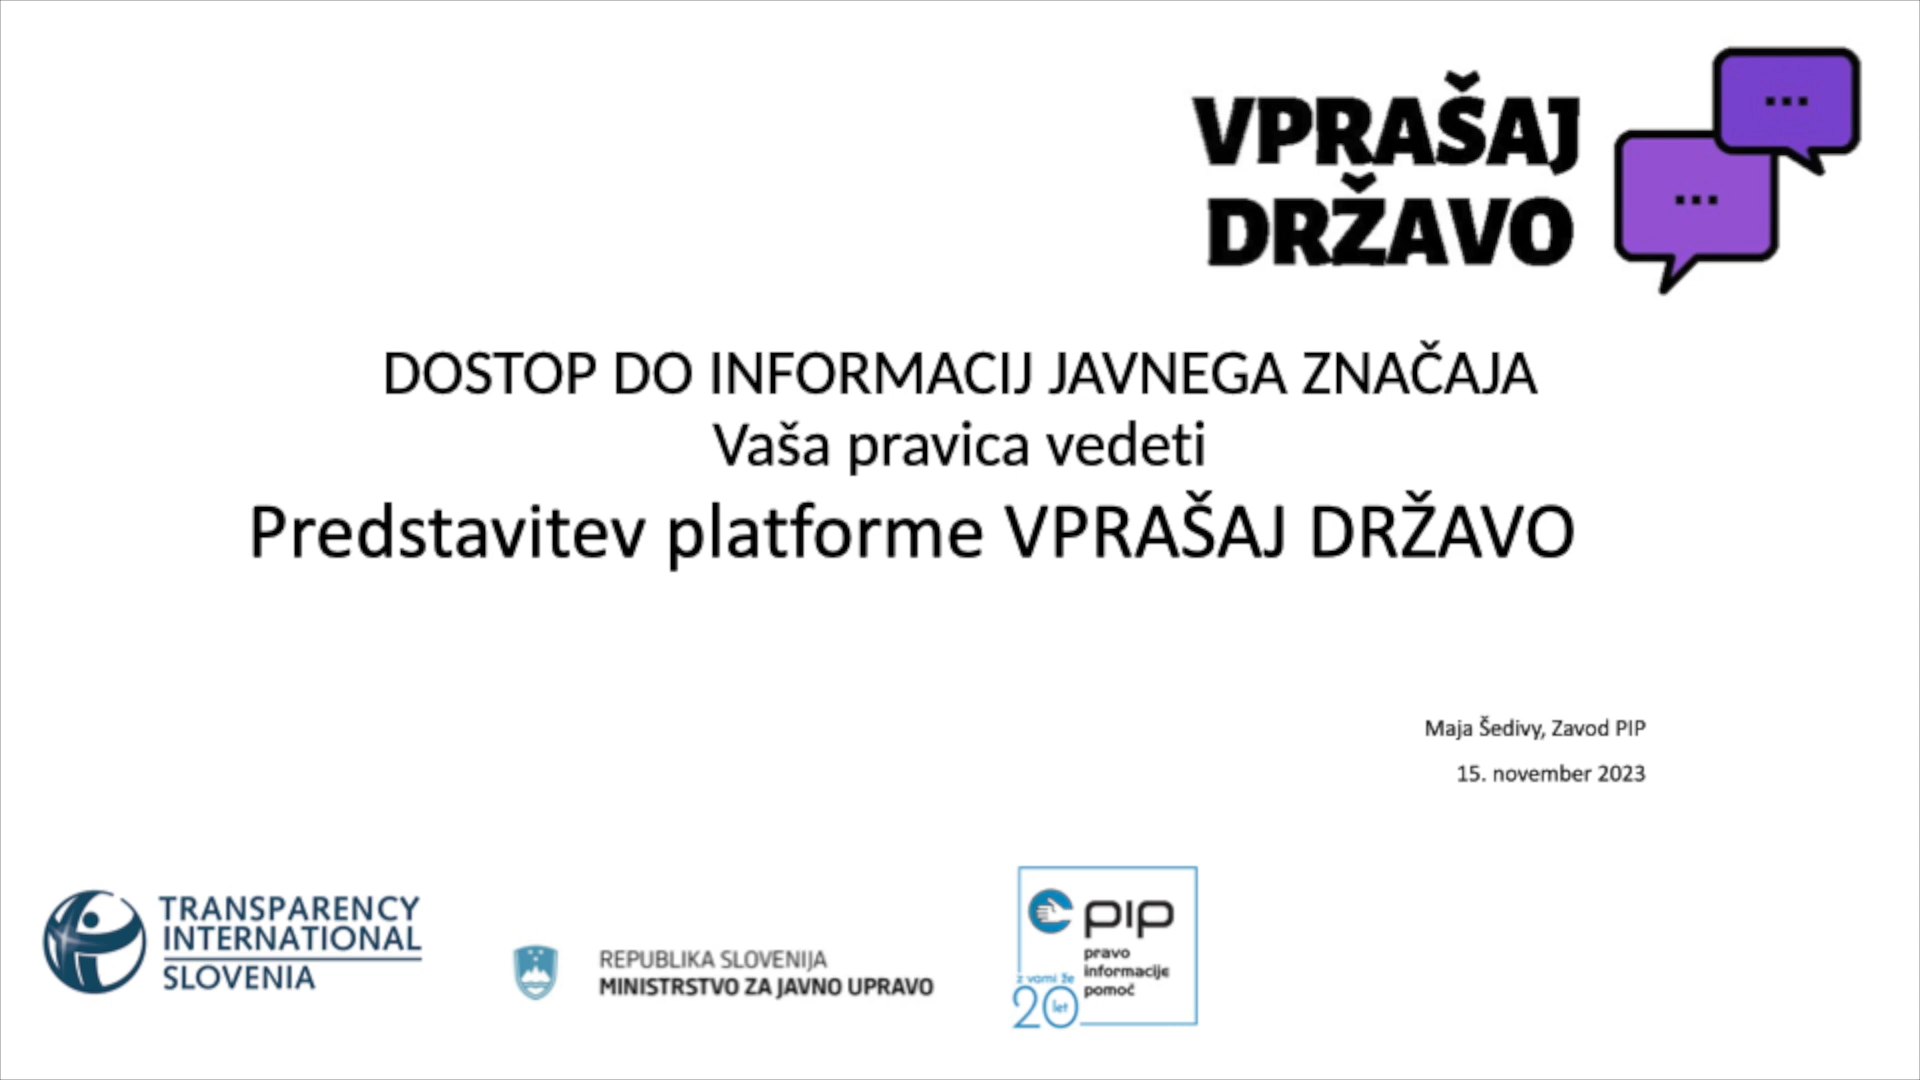 VPRAŠAJ
DRŽAVO
DOSTOP DO INFORMACIJ JAVNEGA ZNAČAJA
Vaša pravica vedeti
Predstavitev platforme VPRAŠAJ DRŽAVO
Maja Šedivy, Zavod PIP
15. november 2023
TRANSPARENCY
INTERNATIONAL
SLOVENIA
REPUBLIKA SLOVENIJA
MINISTRSTVO ZA JAVNO UPRAVO
pip
pravo
informacije
pomoč
z vami že
20 let